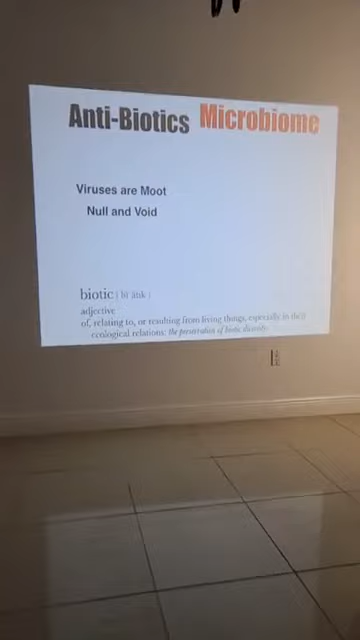 Anti-Biotics Microbiome
Viruses are Moot
Null and Void
biotic
adjective
of, relating to, or resulting from living things, especially in their
ecological relations: the preservation of biotic diversity.